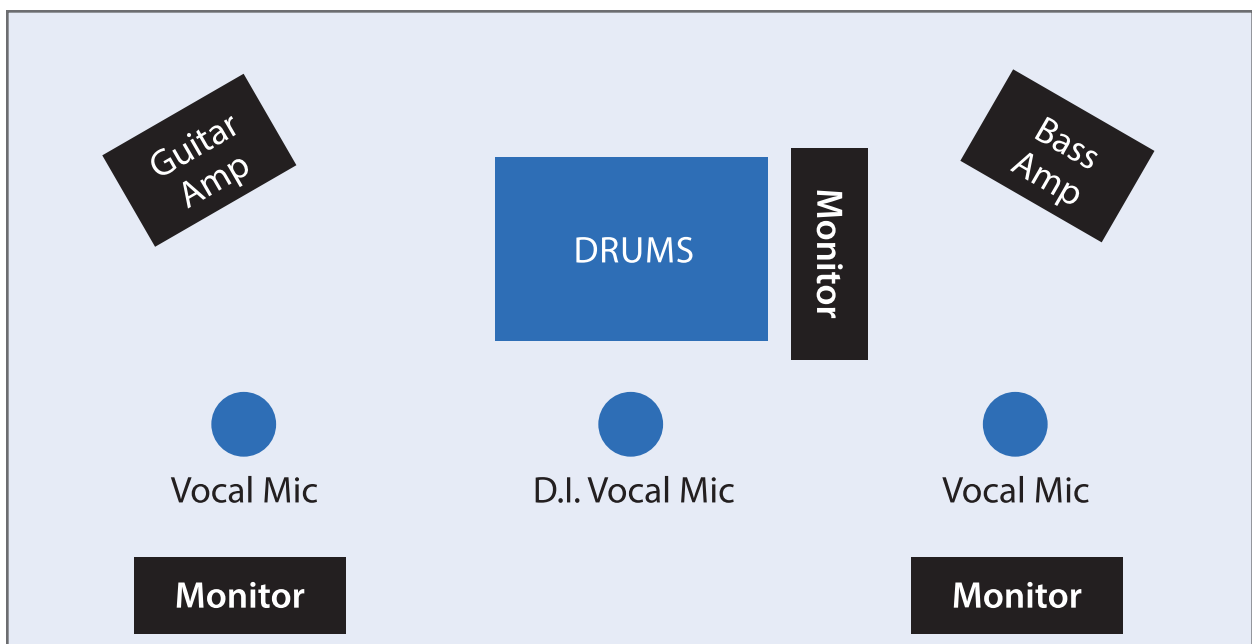 Guitar
Amp
Bass
Amp
DRUMS
Monitor
Vocal Mic
D.I. Vocal Mic
Vocal Mic
Monitor
Monitor